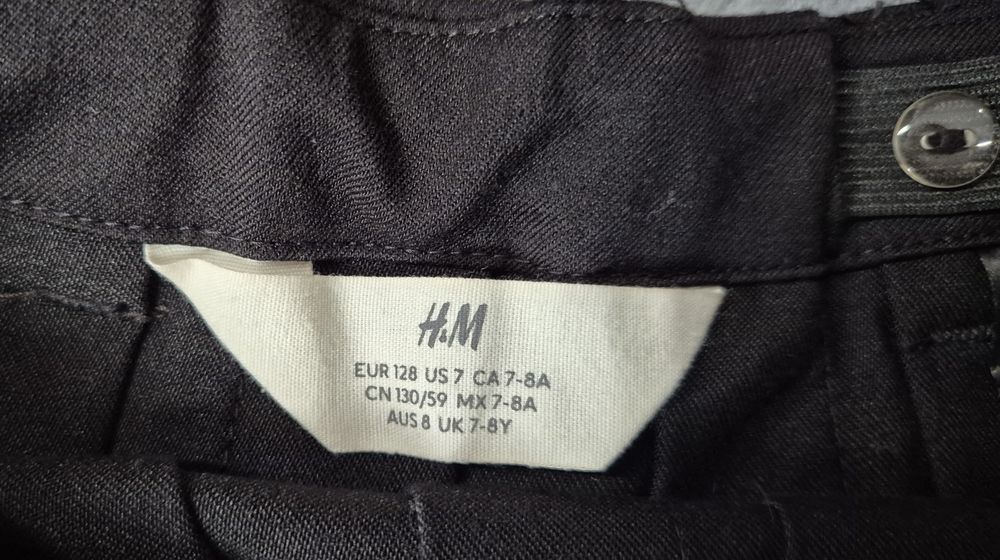 H&M
EUR 128 US 7 CA 7-8A
CN 130/59 MX 7-8A
AUS 8 UK 7-8Y